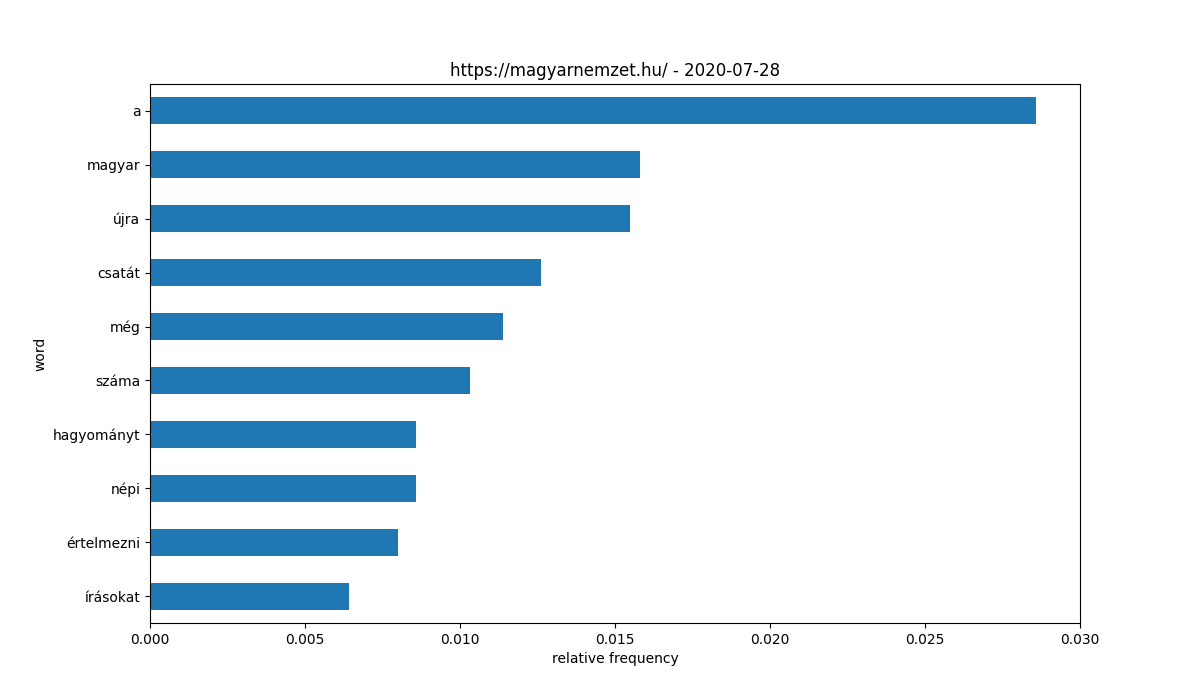 https://magyarnemzet.hu/ - 2020-07-28
a
magyar
újra
csatát
még
száma
hagyományt
népi
értelmezni
írásokat
word
0.000 0.005 0.010 0.015 0.020 0.025 0.030
relative frequency